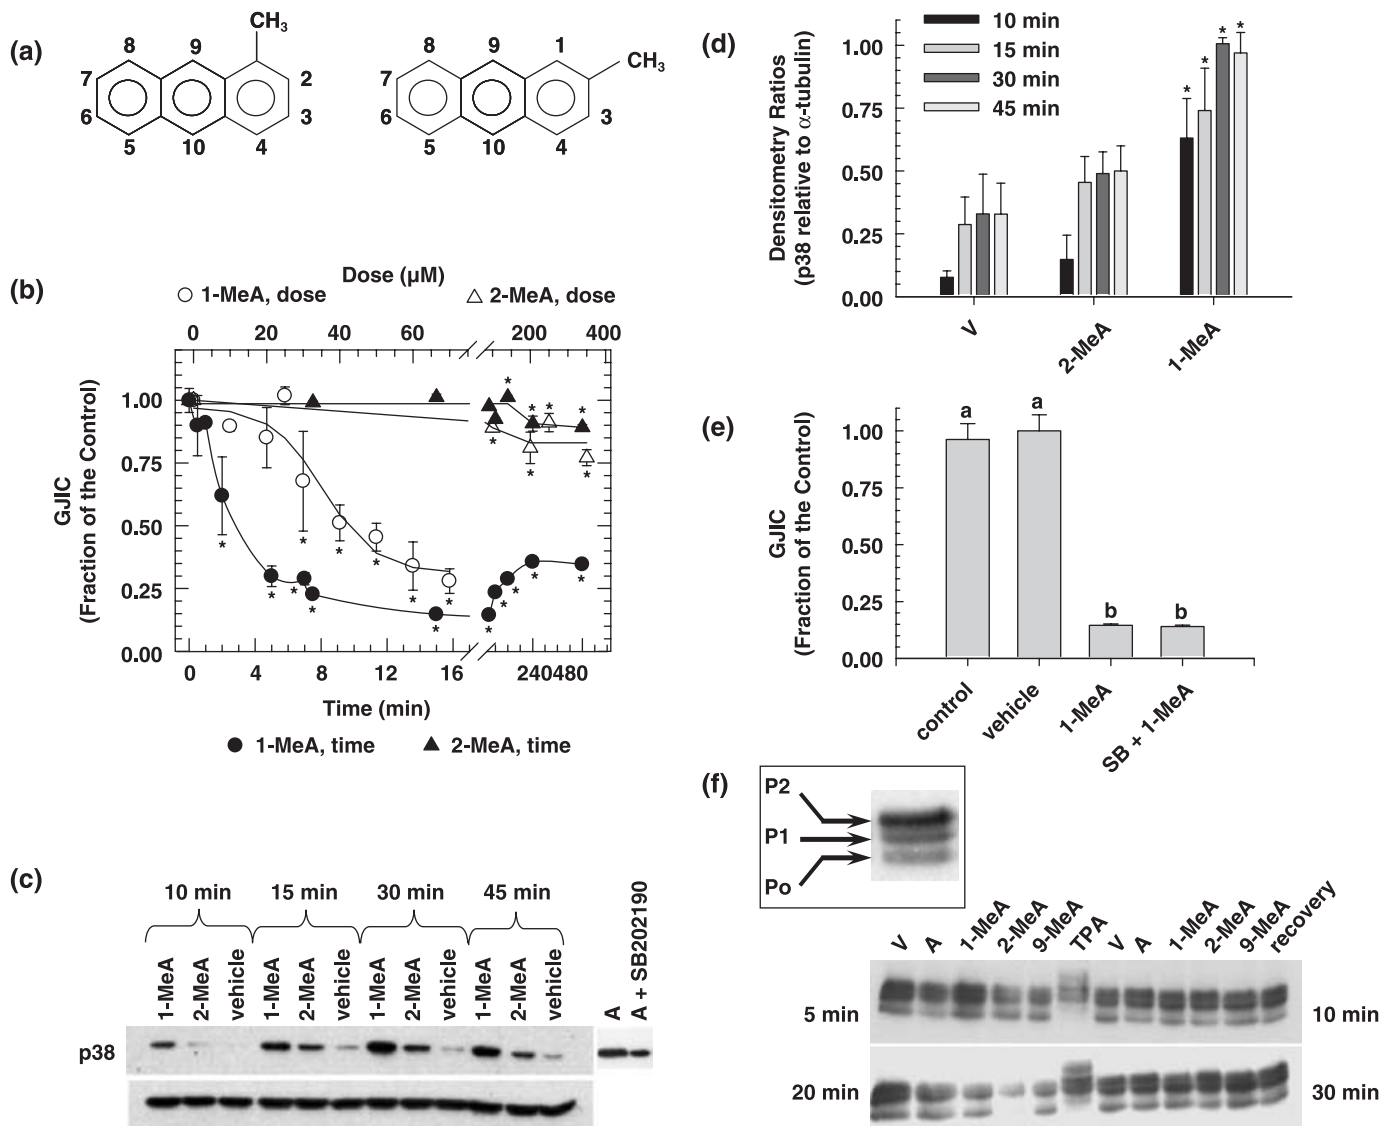 (a)
CH3
8
9
2
7
6
3
5
10
4
8
9
1
CH3
7
6
3
5
10
4
(b)
Dose (µM)
1-MeA, dose
2-MeA, dose
0 20 40 60 200 400
GJIC
(Fraction of the Control)
1.00
0.75
0.50
0.25
0.00
* * * * * * * * * * * * * * * * * * * * * *
0 4 8 12 16 240 480
Time (min)
1-MeA, time
2-MeA, time
(c)
10 min 15 min 30 min 45 min
1-MeA 2-MeA vehicle 1-MeA 2-MeA vehicle 1-MeA 2-MeA vehicle 1-MeA 2-MeA vehicle A A + SB202190
p38
(d)
10 min
15 min
30 min
45 min
Densitometry Ratios
(p38 relative to α-tubulin)
1.00
0.75
0.50
0.25
0.00
* * * *
V 2-MeA 1-MeA
(e)
GJIC
(Fraction of the Control)
1.00
0.75
0.50
0.25
0.00
a a b b
control vehicle 1-MeA SB + 1-MeA
(f)
P2
P1
Po
V A 1-MeA 2-MeA 9-MeA TPA V A 1-MeA 2-MeA 9-MeA recovery
5 min 10 min
20 min 30 min